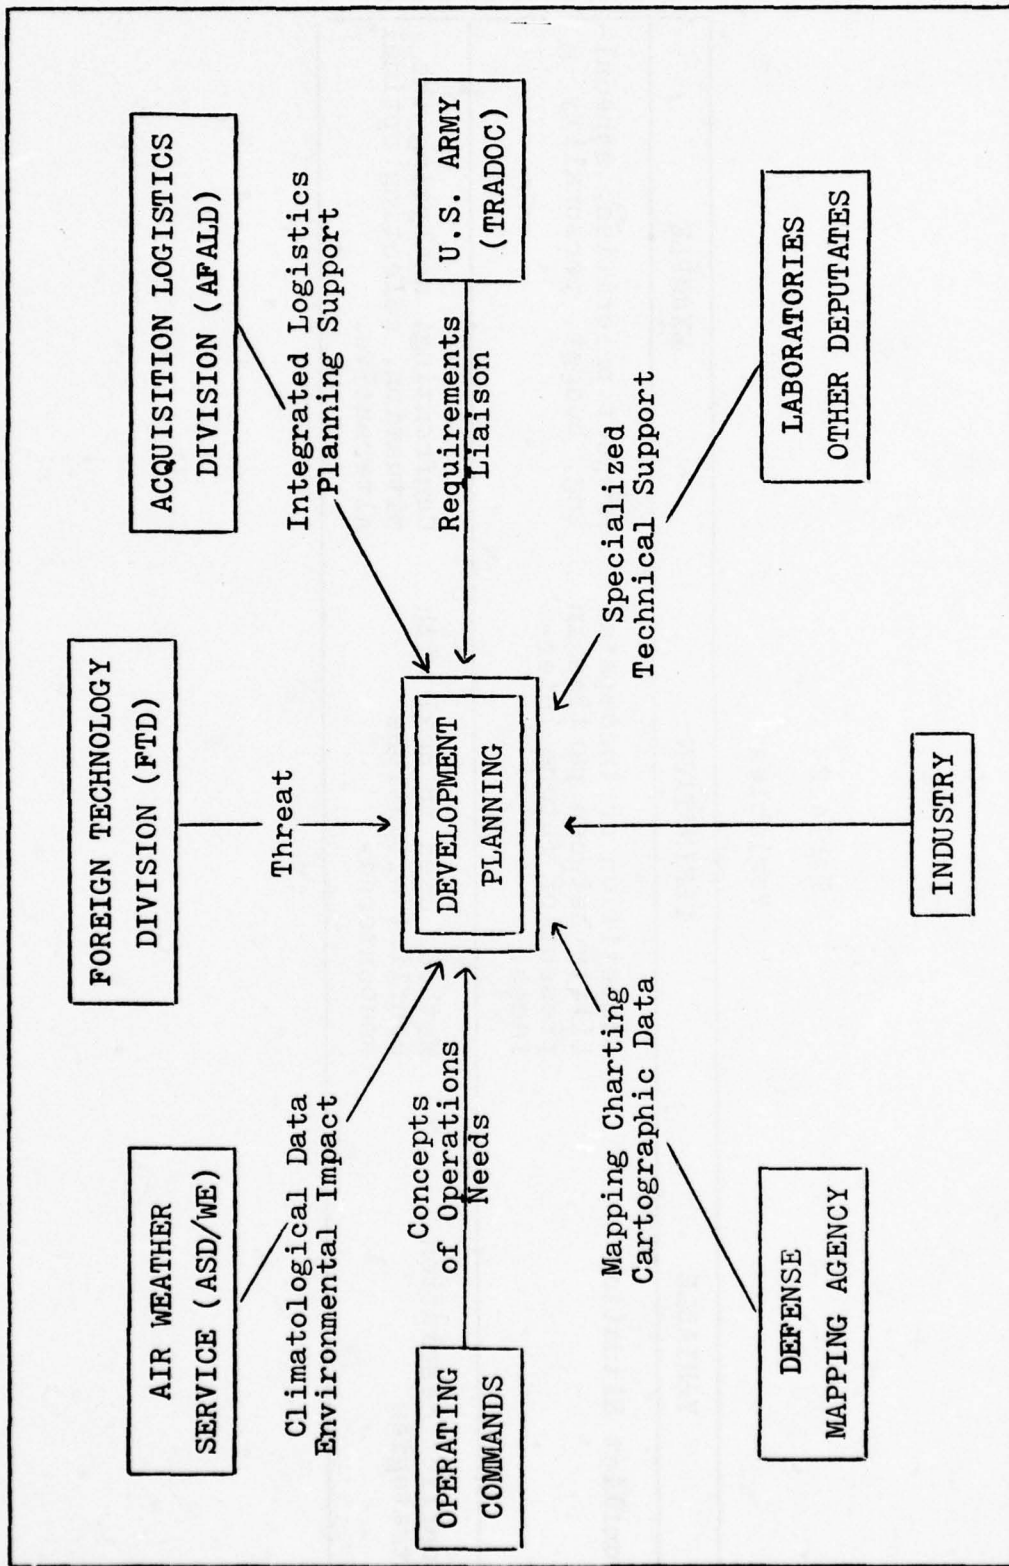 FOREIGN TECHNOLOGY
DIVISION (FTD)
AIR WEATHER
SERVICE (ASD/WE)
ACQUISITION LOGISTICS
DIVISION (AFALD)
Threat
Climatological Data
Environmental Impact
Integrated Logistics
Planning Support
OPERATING
COMMANDS
Concepts
of Operations
Needs
DEVELOPMENT
PLANNING
Requirements
Liaison
U.S. ARMY
(TRADOC)
Mapping Charting
Cartographic Data
Specialized
Technical Support
DEFENSE
MAPPING AGENCY
LABORATORIES
OTHER DEPUTATES
INDUSTRY